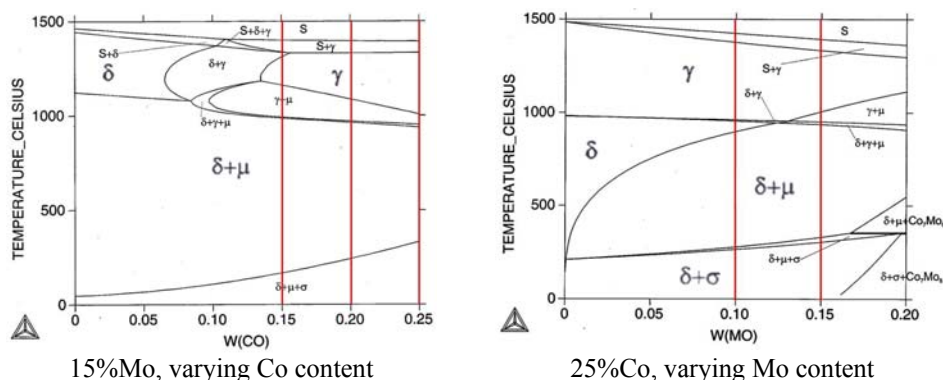 1500
1000
500
0
TEMPERATURE_CELSIUS
S+δ+γ
S
S+δ
S+γ
δ
δ+γ
γ
γ+μ
δ+γ+μ
δ+μ
δ+μ+σ
0
0.05
0.10
0.15
0.20
0.25
W(CO)
15%Mo, varying Co content
1500
1000
500
0
TEMPERATURE_CELSIUS
S
S+γ
γ
δ+γ
γ+μ
δ+γ+μ
δ
δ+μ
δ+μ+σ
δ+σ
0
0.05
0.10
0.15
0.20
W(MO)
25%Co, varying Mo content